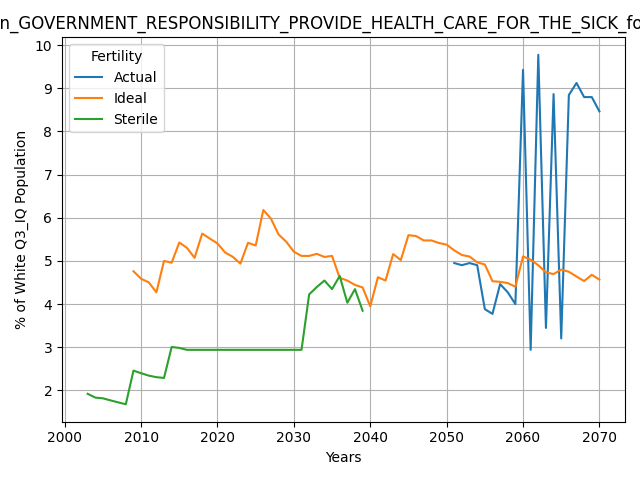 n_GOVERNMENT_RESPONSIBILITY_PROVIDE_HEALTH_CARE_FOR_THE_SICK_fo
Fertility
Actual
Ideal
Sterile
% of White Q3_IQ Population
10
9
8
7
6
5
4
3
2
2000 2010 2020 2030 2040 2050 2060 2070
Years